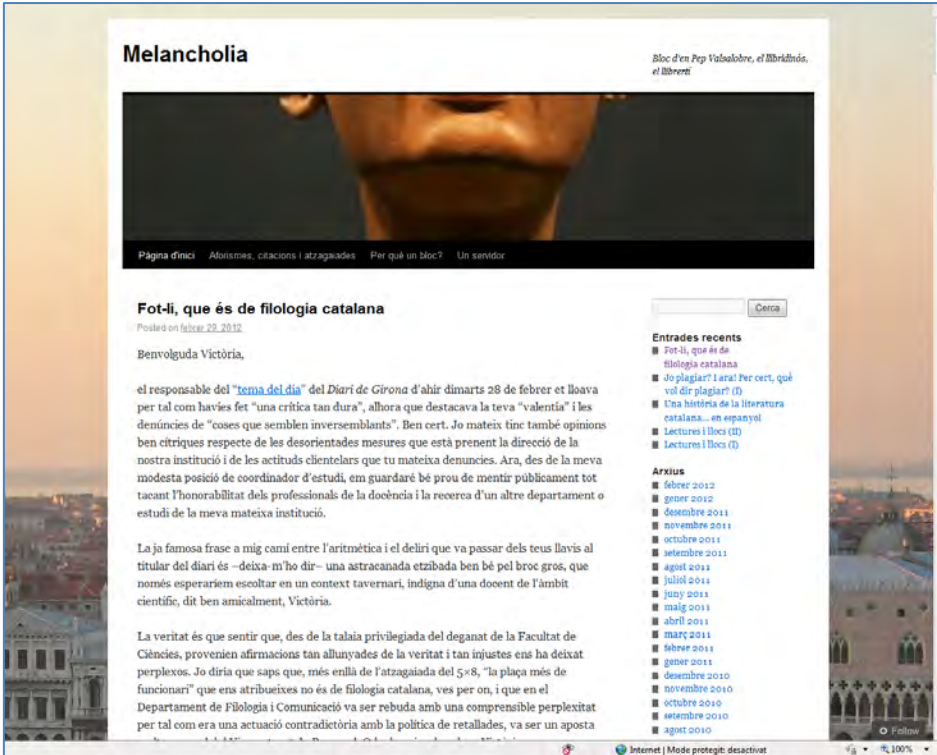 Melancholia
Bloc d'en Pep Valsalobre, el llibridinós,
el llibrertí
Pàgina d'inici Aforismes, citacions i atzagaiades Per què un bloc? Un servidor
Fot-li, que és de filologia catalana
Posted on febrer 29, 2012
Benvolguda Victòria,
el responsable del "tema del dia" del Diari de Girona d'ahir dimarts 28 de febrer et lloava
per tal com havies fet "una crítica tan dura", alhora que destacava la teva "valentia" i les
denúncies de "coses que semblen inversemblants". Ben cert. Jo mateix tinc també opinions
ben cítriques respecte de les desorientades mesures que està prenent la direcció de la
nostra institució i de les actituds clientelars que tu mateixa denuncies. Ara, des de la meva
modesta posició de coordinador d'estudi, em guardaré bé prou de mentir públicament tot
tacant l'honorabilitat dels professionals de la docència i la recerca d'un altre departament o
estudi de la meva mateixa institució.
La ja famosa frase a mig camí entre l'aritmètica i el deliri que va passar dels teus llavis al
titular del diari és –deixa-m'ho dir– una astracanada etzibada ben bé pel broc gros, que
només esperaríem escoltar en un context tavernari, indigna d'una docent de l'àmbit
científic, dit ben amicalment, Victòria.
La veritat és que sentir que, des de la talaia privilegiada del deganat de la Facultat de
Ciències, provenien afirmacions tan allunyades de la veritat i tan injustes ens ha deixat
perplexos. Jo diria que saps que, més enllà de l'atzagaiada del 5×8, "la plaça més de
funcionari" que ens atribueixes no és de filologia catalana, ves per on, i que en el
Departament de Filologia i Comunicació va ser rebuda amb una comprensible perplexitat
per tal com era una actuació contradictòria amb la política de retallades, va ser un aposta
Cerca
Entrades recents
Fot-li, que és de
filologia catalana
Jo plagiar? I ara! Per cert, què
vol dir plagiar? (I)
Una història de la literatura
catalana... en espanyol
Lectures i llocs (II)
Lectures i llocs (I)
Arxius
febrer 2012
gener 2012
desembre 2011
novembre 2011
octubre 2011
setembre 2011
agost 2011
juliol 2011
juny 2011
maig 2011
abril 2011
març 2011
febrer 2011
gener 2011
desembre 2010
novembre 2010
octubre 2010
setembre 2010
agost 2010
Follow
Internet | Mode protegit: desactivat
100%